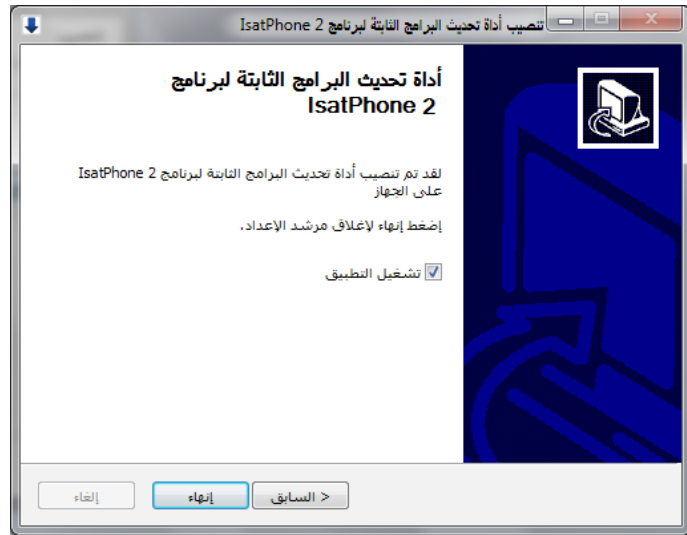 تنصيب أداة تحديث البرامج الثابتة لبرنامج IsatPhone 2
أداة تحديث البرامج الثابتة لبرنامج
IsatPhone 2
لقد تم تنصيب أداة تحديث البرامج الثابتة لبرنامج IsatPhone 2
على الجهاز
إضغط إنهاء لإغلاق مرشد الإعداد.
تشغيل التطبيق
< السابق
إنهاء
إلغاء